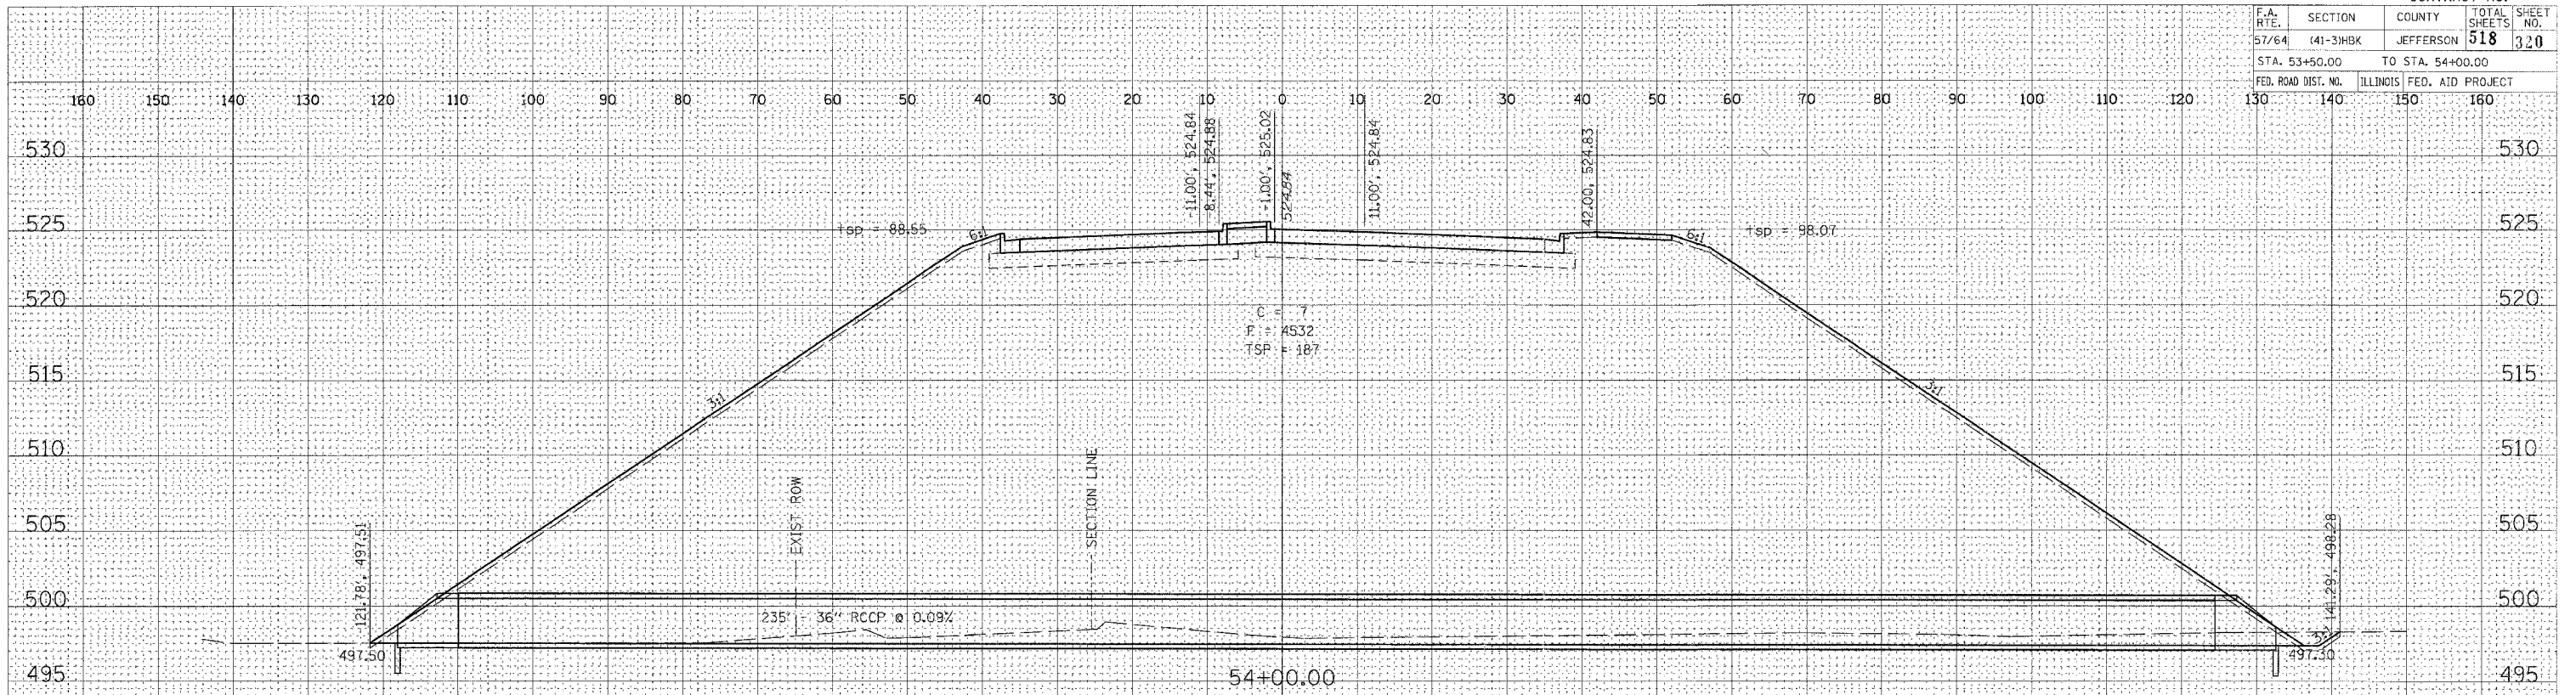 F.A. RTE. SECTION COUNTY TOTAL SHEETS SHEET NO.
57/64 (41-3)HBK JEFFERSON 518 320
STA. 53+50.00 TO STA. 54+00.00
FED. ROAD DIST. NO. ILLINOIS FED. AID PROJECT
160 150 140 130 120 110 100 90 80 70 60 50 40 30 20 10 0 10 20 30 40 50 60 70 80 90 100 110 120 130 140 150 160
530 530
525 525
520 520
515 515
510 510
505 505
500 500
495 495
-11.00', 524.84
8.44', 524.88
-1.00', 525.02
524.84
11.00', 524.84
42.00, 524.83
tsp = 88.55
6:1
6:1
tsp = 98.07
C = 7
F = 4532
TSP = 187
3:1
3:1
EXIST ROW
SECTION LINE
121.78', 497.51
141.29', 498.28
235' - 36" RCCP @ 0.09%
3:1
497.50
497.30
54+00.00